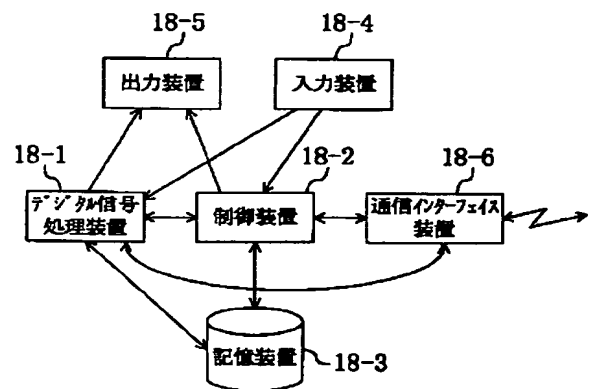 18-5
18-4
出力装置
入力装置
18-1
18-2
18-6
デジタル信号
処理装置
制御装置
通信インターフェイス
装置
記憶装置
18-3